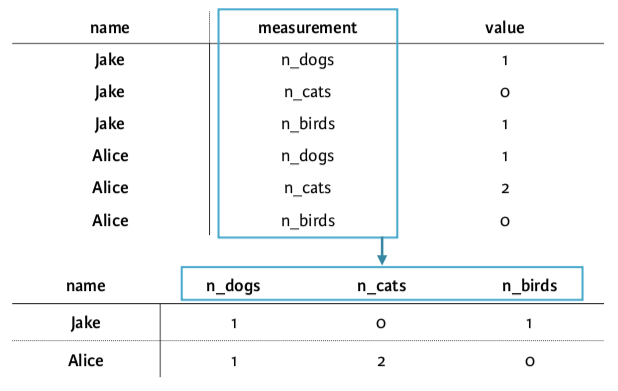 name measurement value
Jake n_dogs 1
Jake n_cats 0
Jake n_birds 1
Alice n_dogs 1
Alice n_cats 2
Alice n_birds 0
name n_dogs n_cats n_birds
Jake 1 0 1
Alice 1 2 0